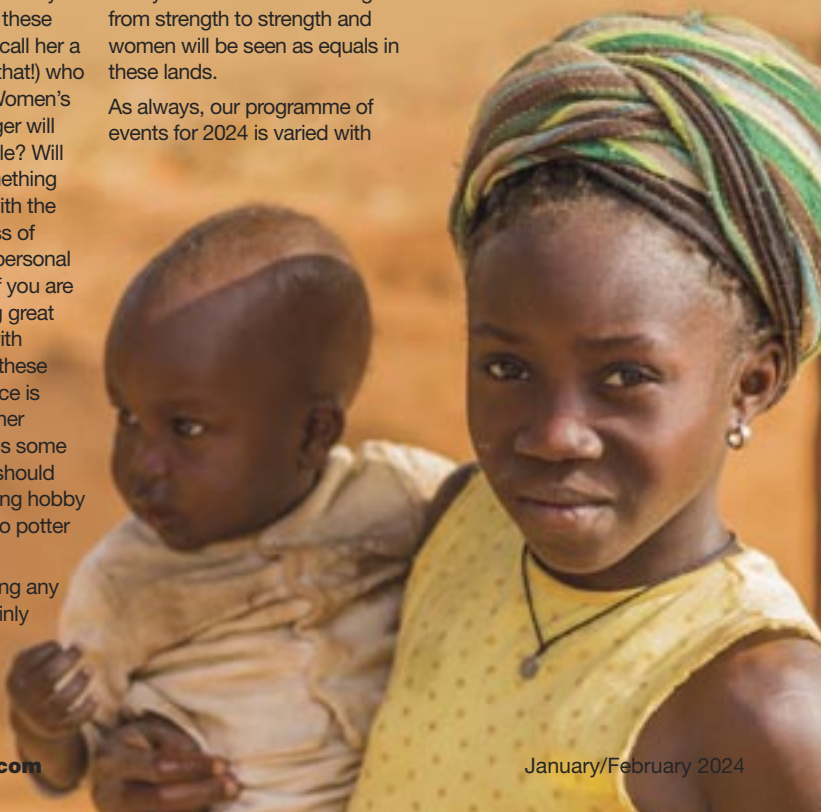 these
call her a
that!) who
Women's
ger will
le? Will
nething
ith the
ss of
personal
f you are
g great
ith
these
ce is
her
s some
should
ng hobby
o potter
ng any
inly
from strength to strength and
women will be seen as equals in
these lands.
As always, our programme of
events for 2024 is varied with
com
January/February 2024